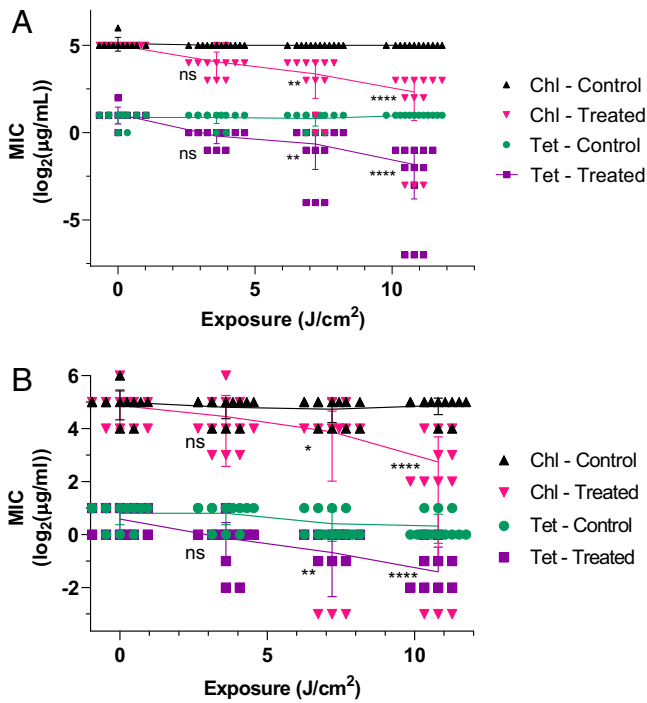 A
5
0
-5
MIC
(log₂(µg/mL)
ns
**
****
ns
**
****
0
5
10
Exposure (J/cm²)
Chl - Control
Chl - Treated
Tet - Control
Tet - Treated
B
6
4
2
0
-2
MIC
(log₂(µg/ml)
ns
*
****
ns
**
****
0
5
10
Exposure (J/cm²)
Chl - Control
Chl - Treated
Tet - Control
Tet - Treated